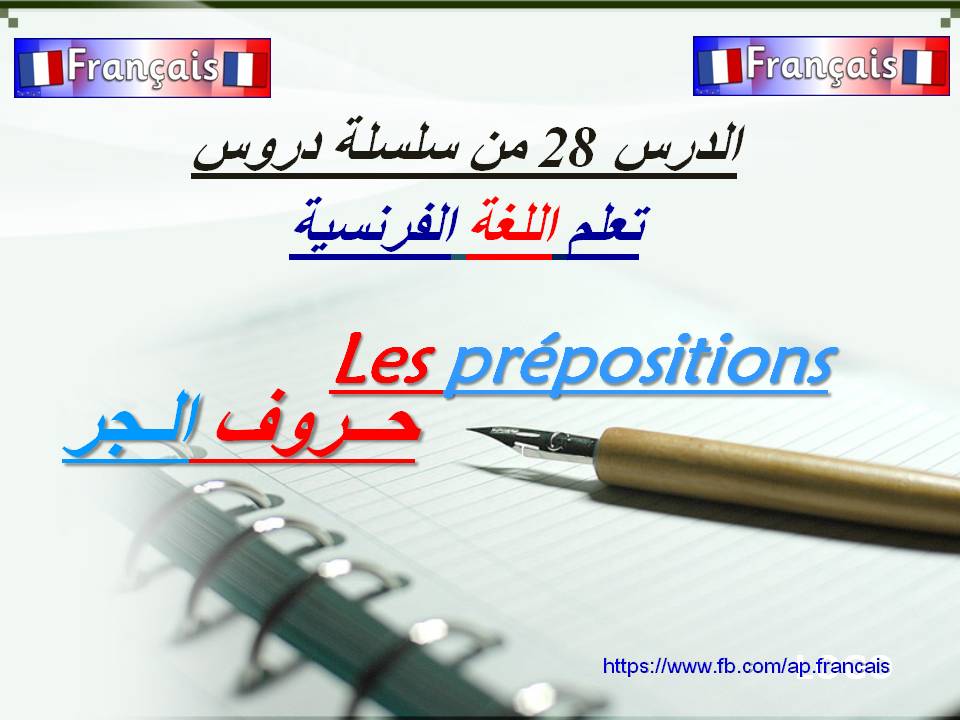 Français
Français
الدرس 28 من سلسلة دروس
تعلم اللغة الفرنسية
Les prépositions
حـروف الـجر
https://www.fb.com/ap.francais
LOGO